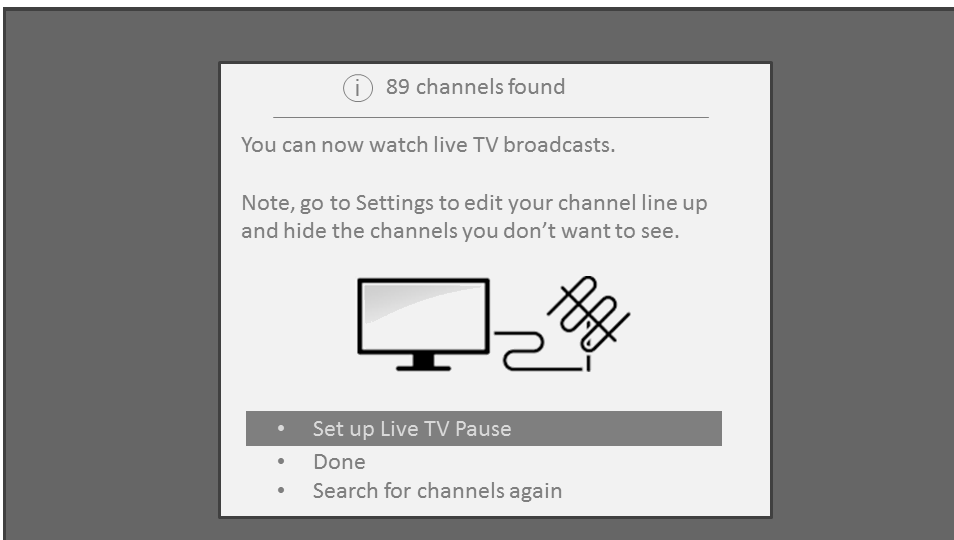 i 89 channels found
You can now watch live TV broadcasts.
Note, go to Settings to edit your channel line up
and hide the channels you don’t want to see.
• Set up Live TV Pause
• Done
• Search for channels again